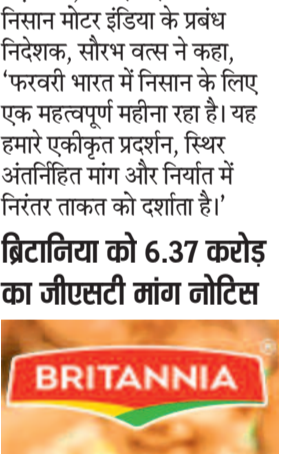 निसान मोटर इंडिया के प्रबंध
निदेशक, सौरभ वत्स ने कहा,
‘फरवरी भारत में निसान के लिए
एक महत्वपूर्ण महीना रहा है। यह
हमारे एकीकृत प्रदर्शन, स्थिर
अंतर्निहित मांग और निर्यात में
निरंतर ताकत को दर्शाता है।’
ब्रिटानिया को 6.37 करोड़
का जीएसटी मांग नोटिस
BRITANNIA